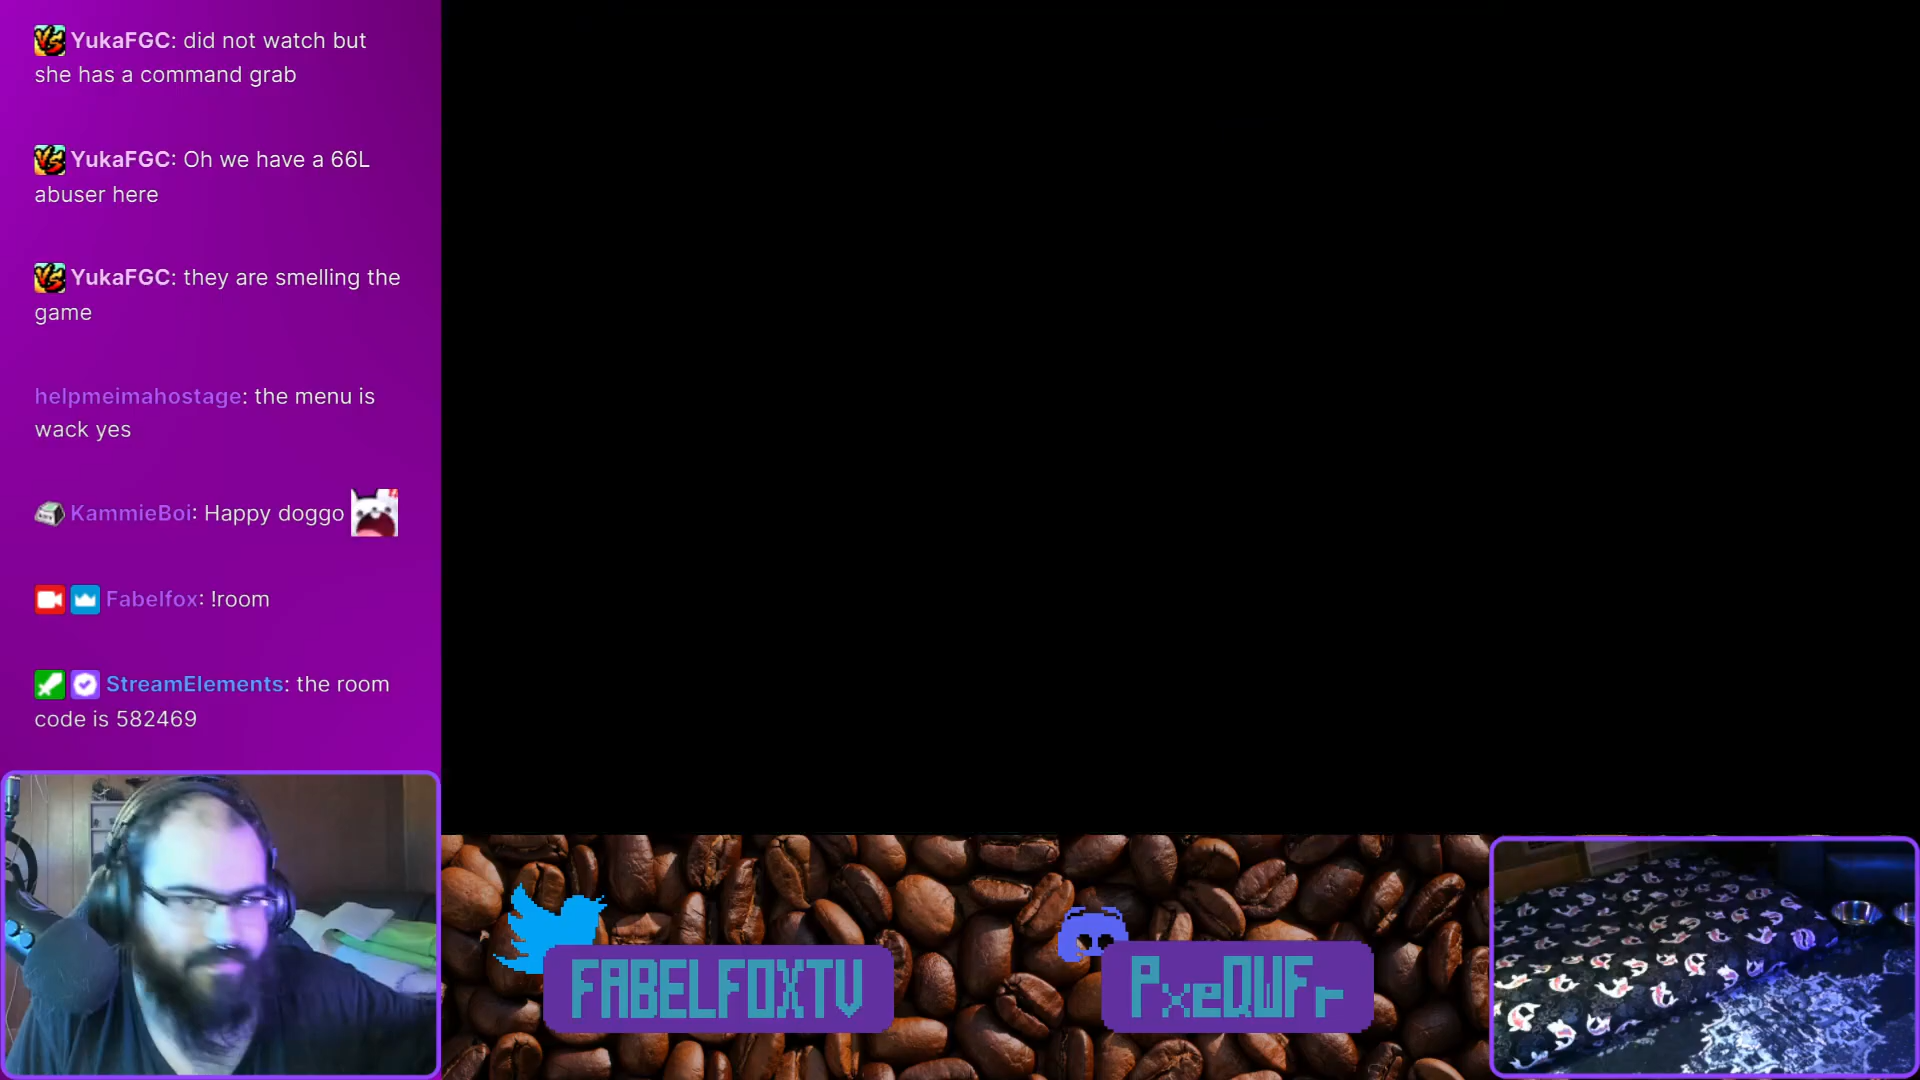 YukaFGC: did not watch but
she has a command grab
YukaFGC: Oh we have a 66L
abuser here
YukaFGC: they are smelling the
game
helpmeimahostage: the menu is
wack yes
KammieBoi: Happy doggo
Fabelfox: !room
StreamElements: the room
code is 582469
FABELFOXTV
PxeQWFr